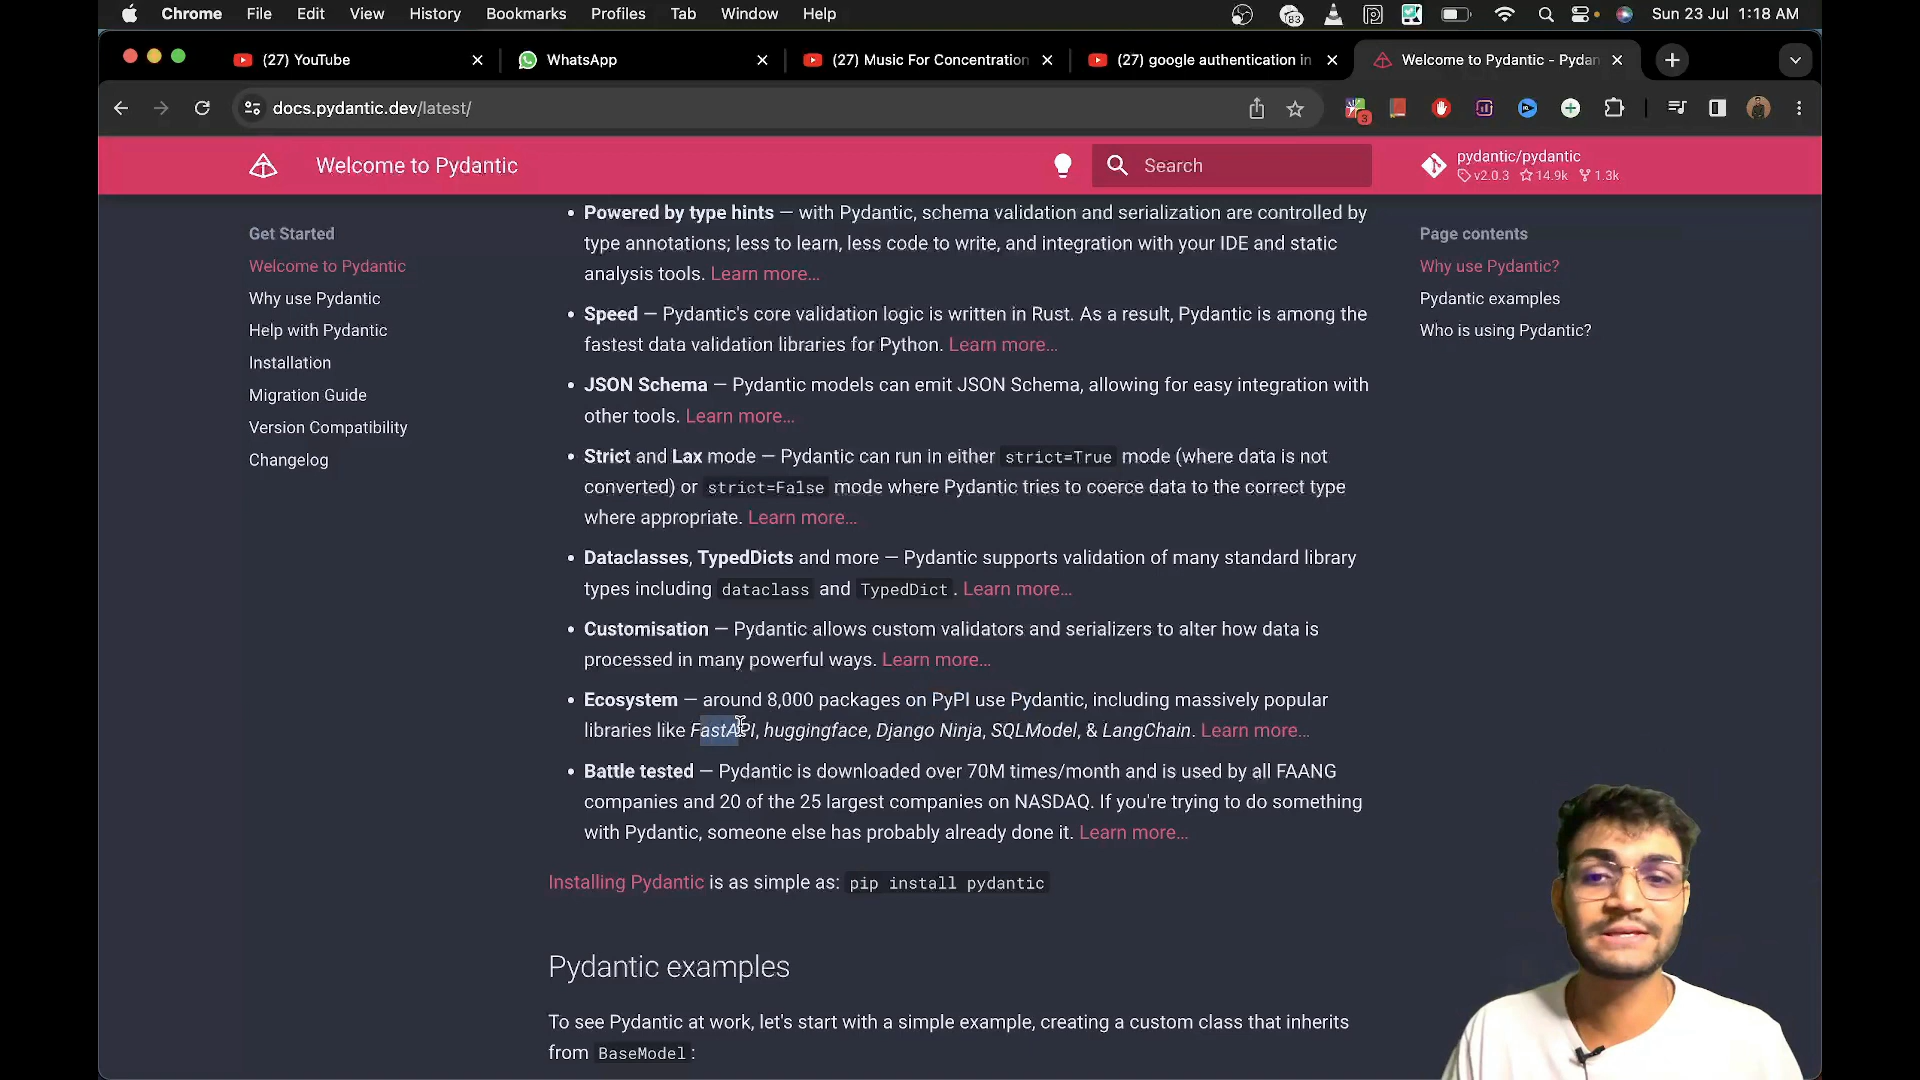 Chrome File Edit View History Bookmarks Profiles Tab Window Help 83 Sun 23 Jul 1:18 AM
(27) YouTube WhatsApp (27) Music For Concentration (27) google authentication in Welcome to Pydantic - Pydan
docs.pydantic.dev/latest/ 3
Welcome to Pydantic Search pydantic/pydantic
v2.0.3 14.9k 1.3k
Get Started
Welcome to Pydantic
Why use Pydantic
Help with Pydantic
Installation
Migration Guide
Version Compatibility
Changelog
• Powered by type hints — with Pydantic, schema validation and serialization are controlled by
type annotations; less to learn, less code to write, and integration with your IDE and static
analysis tools. Learn more…
• Speed — Pydantic's core validation logic is written in Rust. As a result, Pydantic is among the
fastest data validation libraries for Python. Learn more…
• JSON Schema — Pydantic models can emit JSON Schema, allowing for easy integration with
other tools. Learn more…
• Strict and Lax mode — Pydantic can run in either strict=True mode (where data is not
converted) or strict=False mode where Pydantic tries to coerce data to the correct type
where appropriate. Learn more…
• Dataclasses, TypedDicts and more — Pydantic supports validation of many standard library
types including dataclass and TypedDict. Learn more…
• Customisation — Pydantic allows custom validators and serializers to alter how data is
processed in many powerful ways. Learn more…
• Ecosystem — around 8,000 packages on PyPI use Pydantic, including massively popular
libraries like FastAPI, huggingface, Django Ninja, SQLModel, & LangChain. Learn more…
• Battle tested — Pydantic is downloaded over 70M times/month and is used by all FAANG
companies and 20 of the 25 largest companies on NASDAQ. If you're trying to do something
with Pydantic, someone else has probably already done it. Learn more…
Installing Pydantic is as simple as: pip install pydantic
Pydantic examples
To see Pydantic at work, let's start with a simple example, creating a custom class that inherits
from BaseModel:
Page contents
Why use Pydantic?
Pydantic examples
Who is using Pydantic?